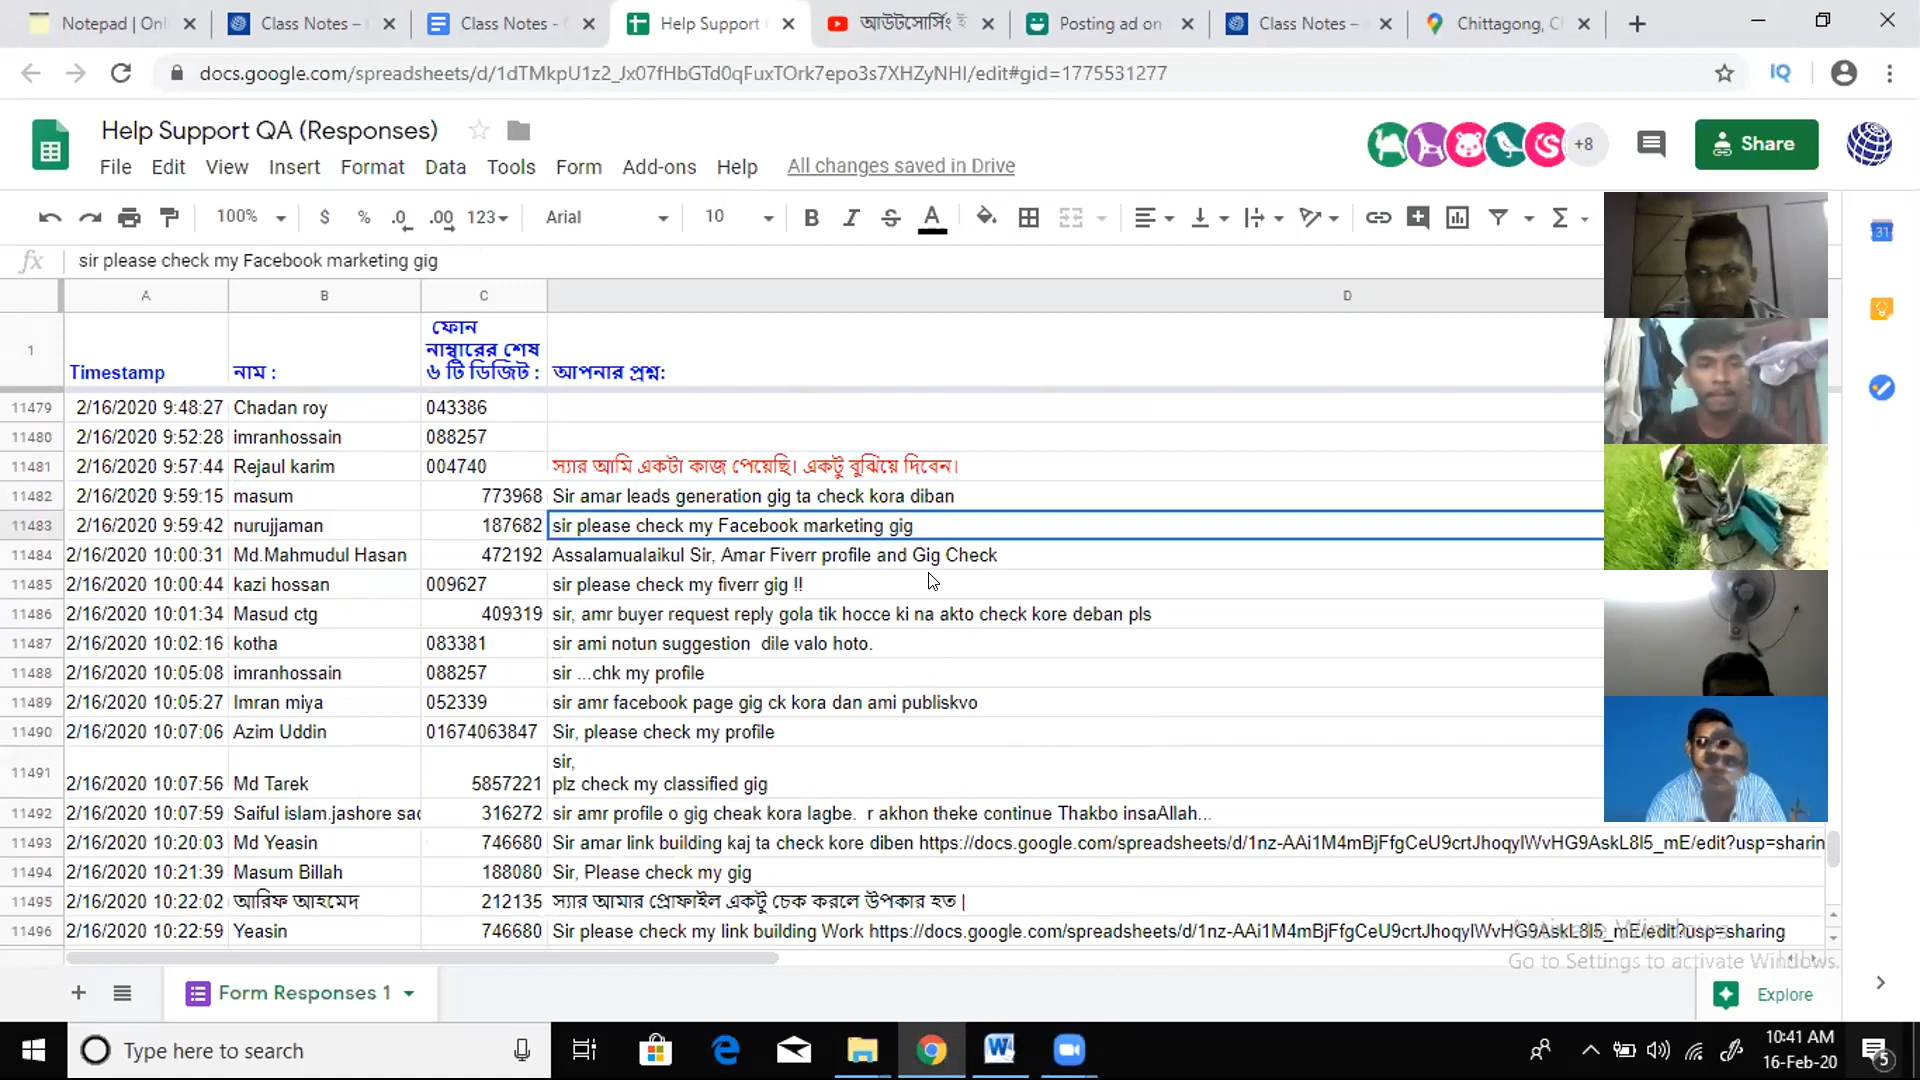 Notepad | Onl
Class Notes –
Class Notes -
Help Support
আউটসোর্সিং ই
Posting ad on
Class Notes –
Chittagong, C
docs.google.com/spreadsheets/d/1dTMkpU1z2_Jx07fHbGTd0qFuxTOrk7epo3s7XHZyNHI/edit#gid=1775531277
Help Support QA (Responses)
+8
Share
File Edit View Insert Format Data Tools Form Add-ons Help All changes saved in Drive
100% $ % .0 .00 123 Arial 10 B I S A Σ
31
fx sir please check my Facebook marketing gig
A B C D
1 Timestamp নাম : ফোন নাম্বারের শেষ ৬ টি ডিজিট : আপনার প্রশ্ন:
11479 2/16/2020 9:48:27 Chadan roy 043386
11480 2/16/2020 9:52:28 imranhossain 088257
11481 2/16/2020 9:57:44 Rejaul karim 004740 স্যার আমি একটা কাজ পেয়েছি। একটু বুঝিয়ে দিবেন।
11482 2/16/2020 9:59:15 masum 773968 Sir amar leads generation gig ta check kora diban
11483 2/16/2020 9:59:42 nurujjaman 187682 sir please check my Facebook marketing gig
11484 2/16/2020 10:00:31 Md.Mahmudul Hasan 472192 Assalamualaikul Sir, Amar Fiverr profile and Gig Check
11485 2/16/2020 10:00:44 kazi hossan 009627 sir please check my fiverr gig !!
11486 2/16/2020 10:01:34 Masud ctg 409319 sir, amr buyer request reply gola tik hocce ki na akto check kore deban pls
11487 2/16/2020 10:02:16 kotha 083381 sir ami notun suggestion dile valo hoto.
11488 2/16/2020 10:05:08 imranhossain 088257 sir ...chk my profile
11489 2/16/2020 10:05:27 Imran miya 052339 sir amr facebook page gig ck kora dan ami publiskvo
11490 2/16/2020 10:07:06 Azim Uddin 01674063847 Sir, please check my profile
sir,
11491 2/16/2020 10:07:56 Md Tarek 5857221 plz check my classified gig
11492 2/16/2020 10:07:59 Saiful islam.jashore sac 316272 sir amr profile o gig cheak kora lagbe. r akhon theke continue Thakbo insaAllah...
11493 2/16/2020 10:20:03 Md Yeasin 746680 Sir amar link building kaj ta check kore diben https://docs.google.com/spreadsheets/d/1nz-AAi1M4mBjFfgCeU9crtJhoqylWvHG9AskL8l5_mE/edit?usp=sharin
11494 2/16/2020 10:21:39 Masum Billah 188080 Sir, Please check my gig
11495 2/16/2020 10:22:02 আরিফ আহমেদ 212135 স্যার আমার প্রোফাইল একটু চেক করলে উপকার হত |
11496 2/16/2020 10:22:59 Yeasin 746680 Sir please check my link building Work https://docs.google.com/spreadsheets/d/1nz-AAi1M4mBjFfgCeU9crtJhoqylWvHG9AskL8l5_mE/edit?usp=sharing
Activate Windows
Go to Settings to activate Windows.
Form Responses 1
Explore
Type here to search
10:41 AM
16-Feb-20
5